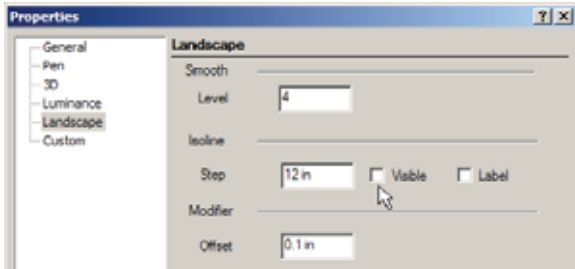 Properties
General
Pen
3D
Luminance
Landscape
Custom
Landscape
Smooth
Level 4
Isoline
Step 12 in Visible Label
Modifier
Offset 0.1 in